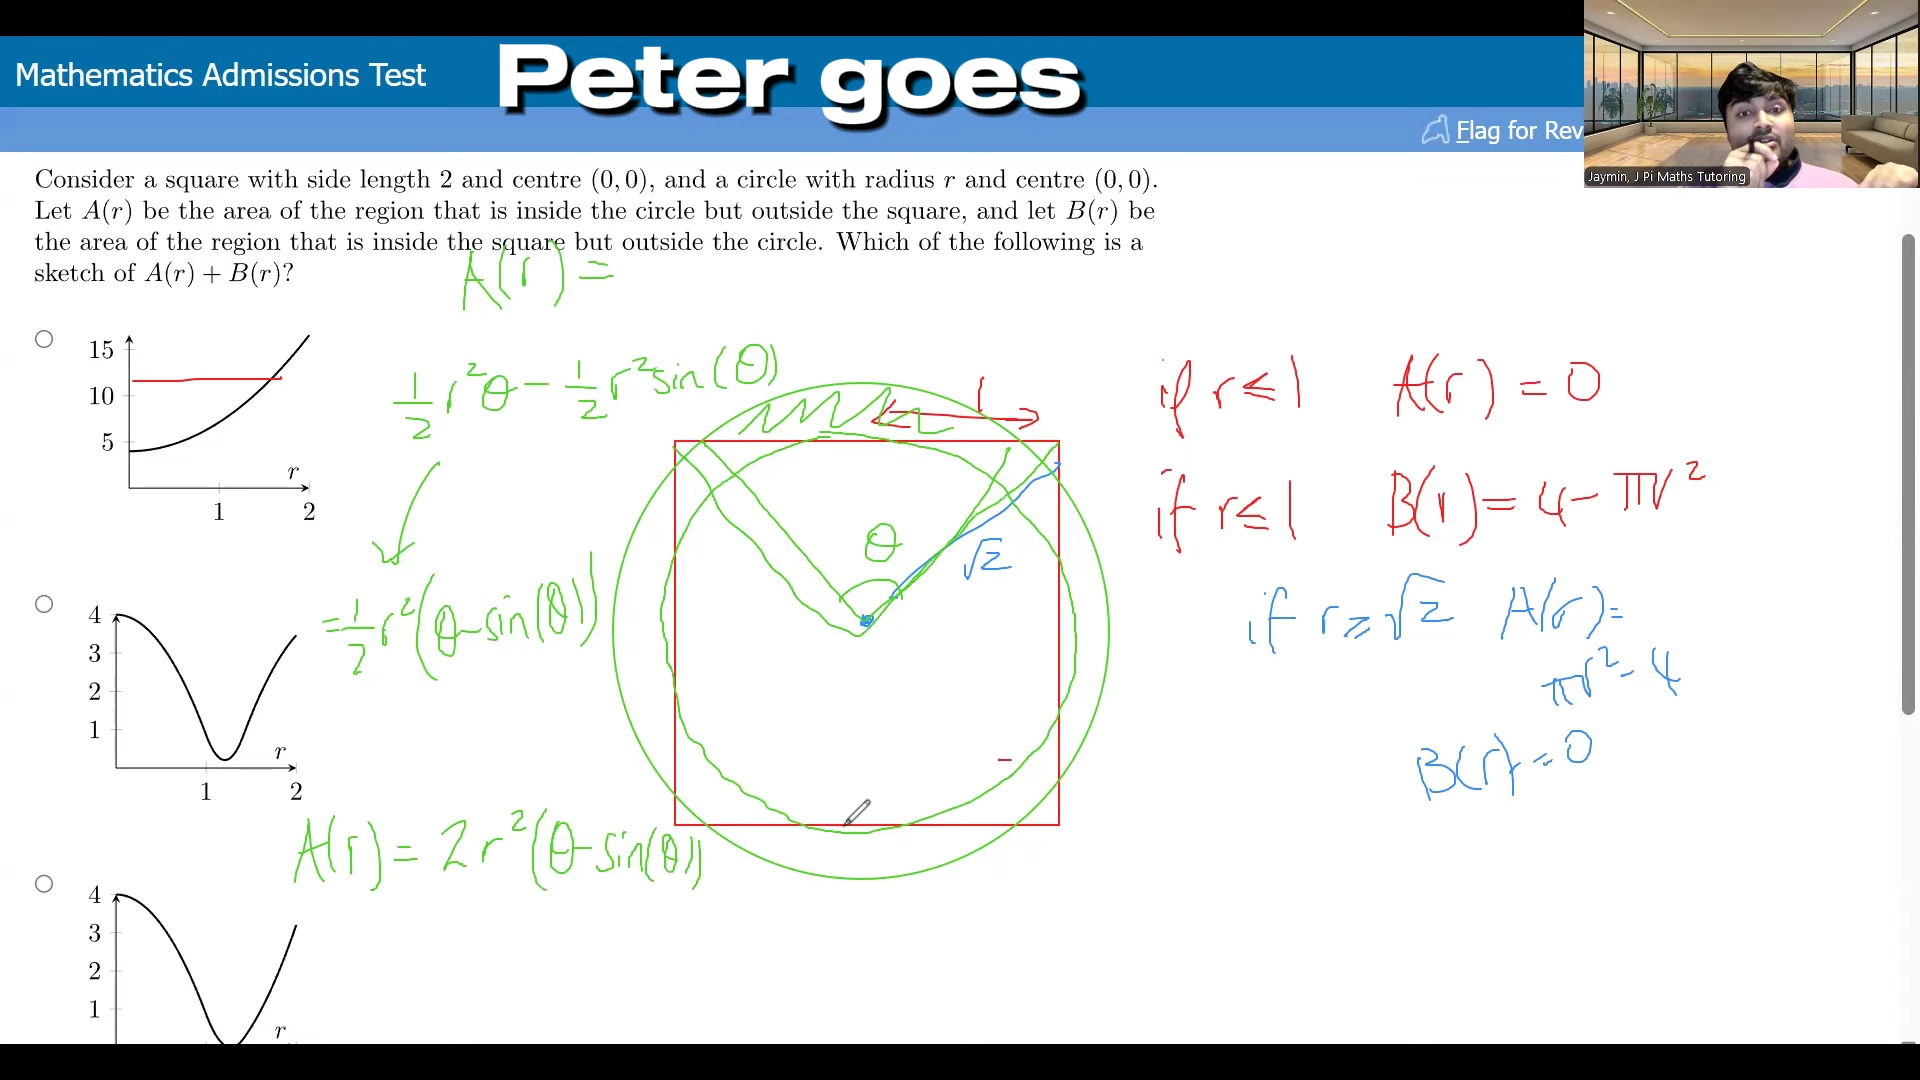 Mathematics Admissions Test
Peter goes
Flag for Rev
Jaymin, J Pi Maths Tutoring
Consider a square with side length 2 and centre (0, 0), and a circle with radius r and centre (0, 0).
Let A(r) be the area of the region that is inside the circle but outside the square, and let B(r) be
the area of the region that is inside the square but outside the circle. Which of the following is a
sketch of A(r) + B(r)?
A(r) =
15
10
5
r
1 2
1/2 r²θ − 1/2 r² sin(θ)
= 1/2 r²(θ − sin(θ))
1
θ
√2
if r ≤ 1 A(r) = 0
if r ≤ 1 B(r) = 4 − πr²
if r ≥ √2 A(r) =
πr² − 4
B(r) = 0
4
3
2
1
r
1 2
A(r) = 2r²(θ − sin(θ))
4
3
2
1
r